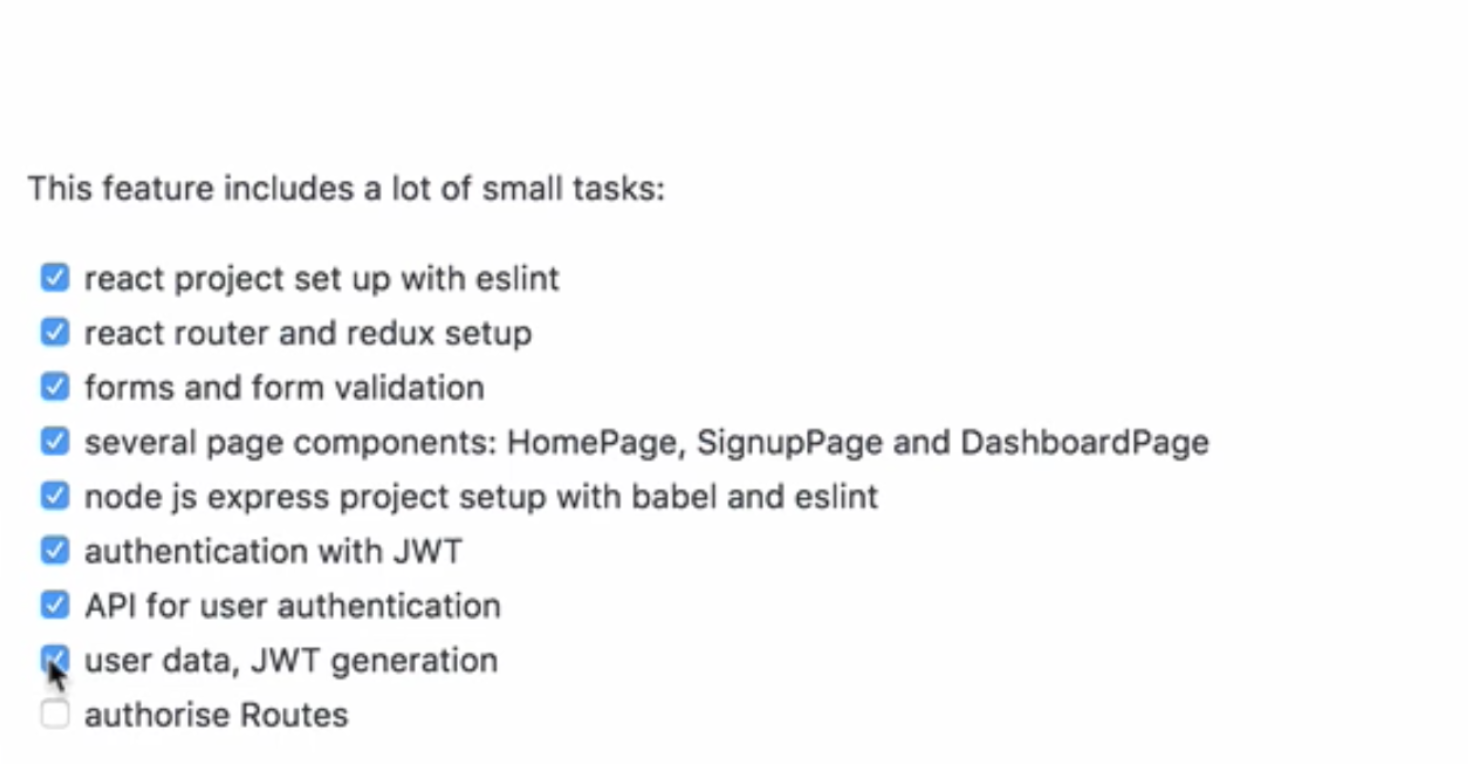 This feature includes a lot of small tasks:
react project set up with eslint
react router and redux setup
forms and form validation
several page components: HomePage, SignupPage and DashboardPage
node js express project setup with babel and eslint
authentication with JWT
API for user authentication
user data, JWT generation
authorise Routes